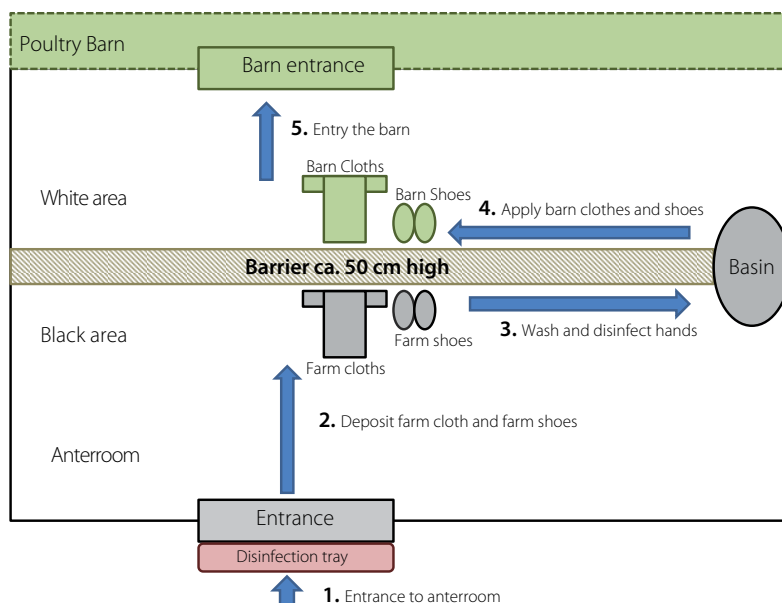 Poultry Barn
Barn entrance
5. Entry the barn
Barn Cloths
White area
Barn Shoes
4. Apply barn clothes and shoes
Barrier ca. 50 cm high
Basin
Black area
3. Wash and disinfect hands
Farm shoes
Farm cloths
2. Deposit farm cloth and farm shoes
Anterroom
Entrance
Disinfection tray
1. Entrance to anterroom